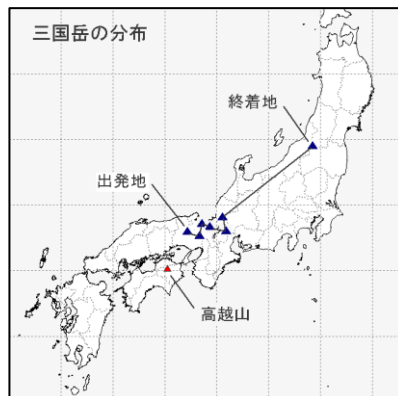 三国岳の分布
終着地
出発地
高越山